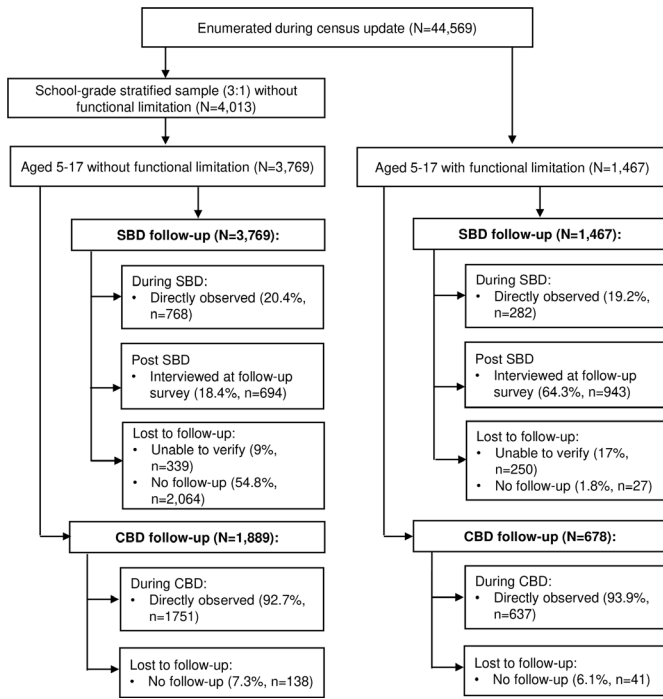 Enumerated during census update (N=44,569)
School-grade stratified sample (3:1) without
functional limitation (N=4,013)
Aged 5-17 without functional limitation (N=3,769)
SBD follow-up (N=3,769):
During SBD:
• Directly observed (20.4%,
n=768)
Post SBD
• Interviewed at follow-up
survey (18.4%, n=694)
Lost to follow-up:
• Unable to verify (9%,
n=339)
• No follow-up (54.8%,
n=2,064)
CBD follow-up (N=1,889):
During CBD:
• Directly observed (92.7%,
n=1751)
Lost to follow-up:
• No follow-up (7.3%, n=138)
Aged 5-17 with functional limitation (N=1,467)
SBD follow-up (N=1,467):
During SBD:
• Directly observed (19.2%,
n=282)
Post SBD
• Interviewed at follow-up
survey (64.3%, n=943)
Lost to follow-up:
• Unable to verify (17%,
n=250)
• No follow-up (1.8%, n=27)
CBD follow-up (N=678):
During CBD:
• Directly observed (93.9%,
n=637)
Lost to follow-up:
• No follow-up (6.1%, n=41)